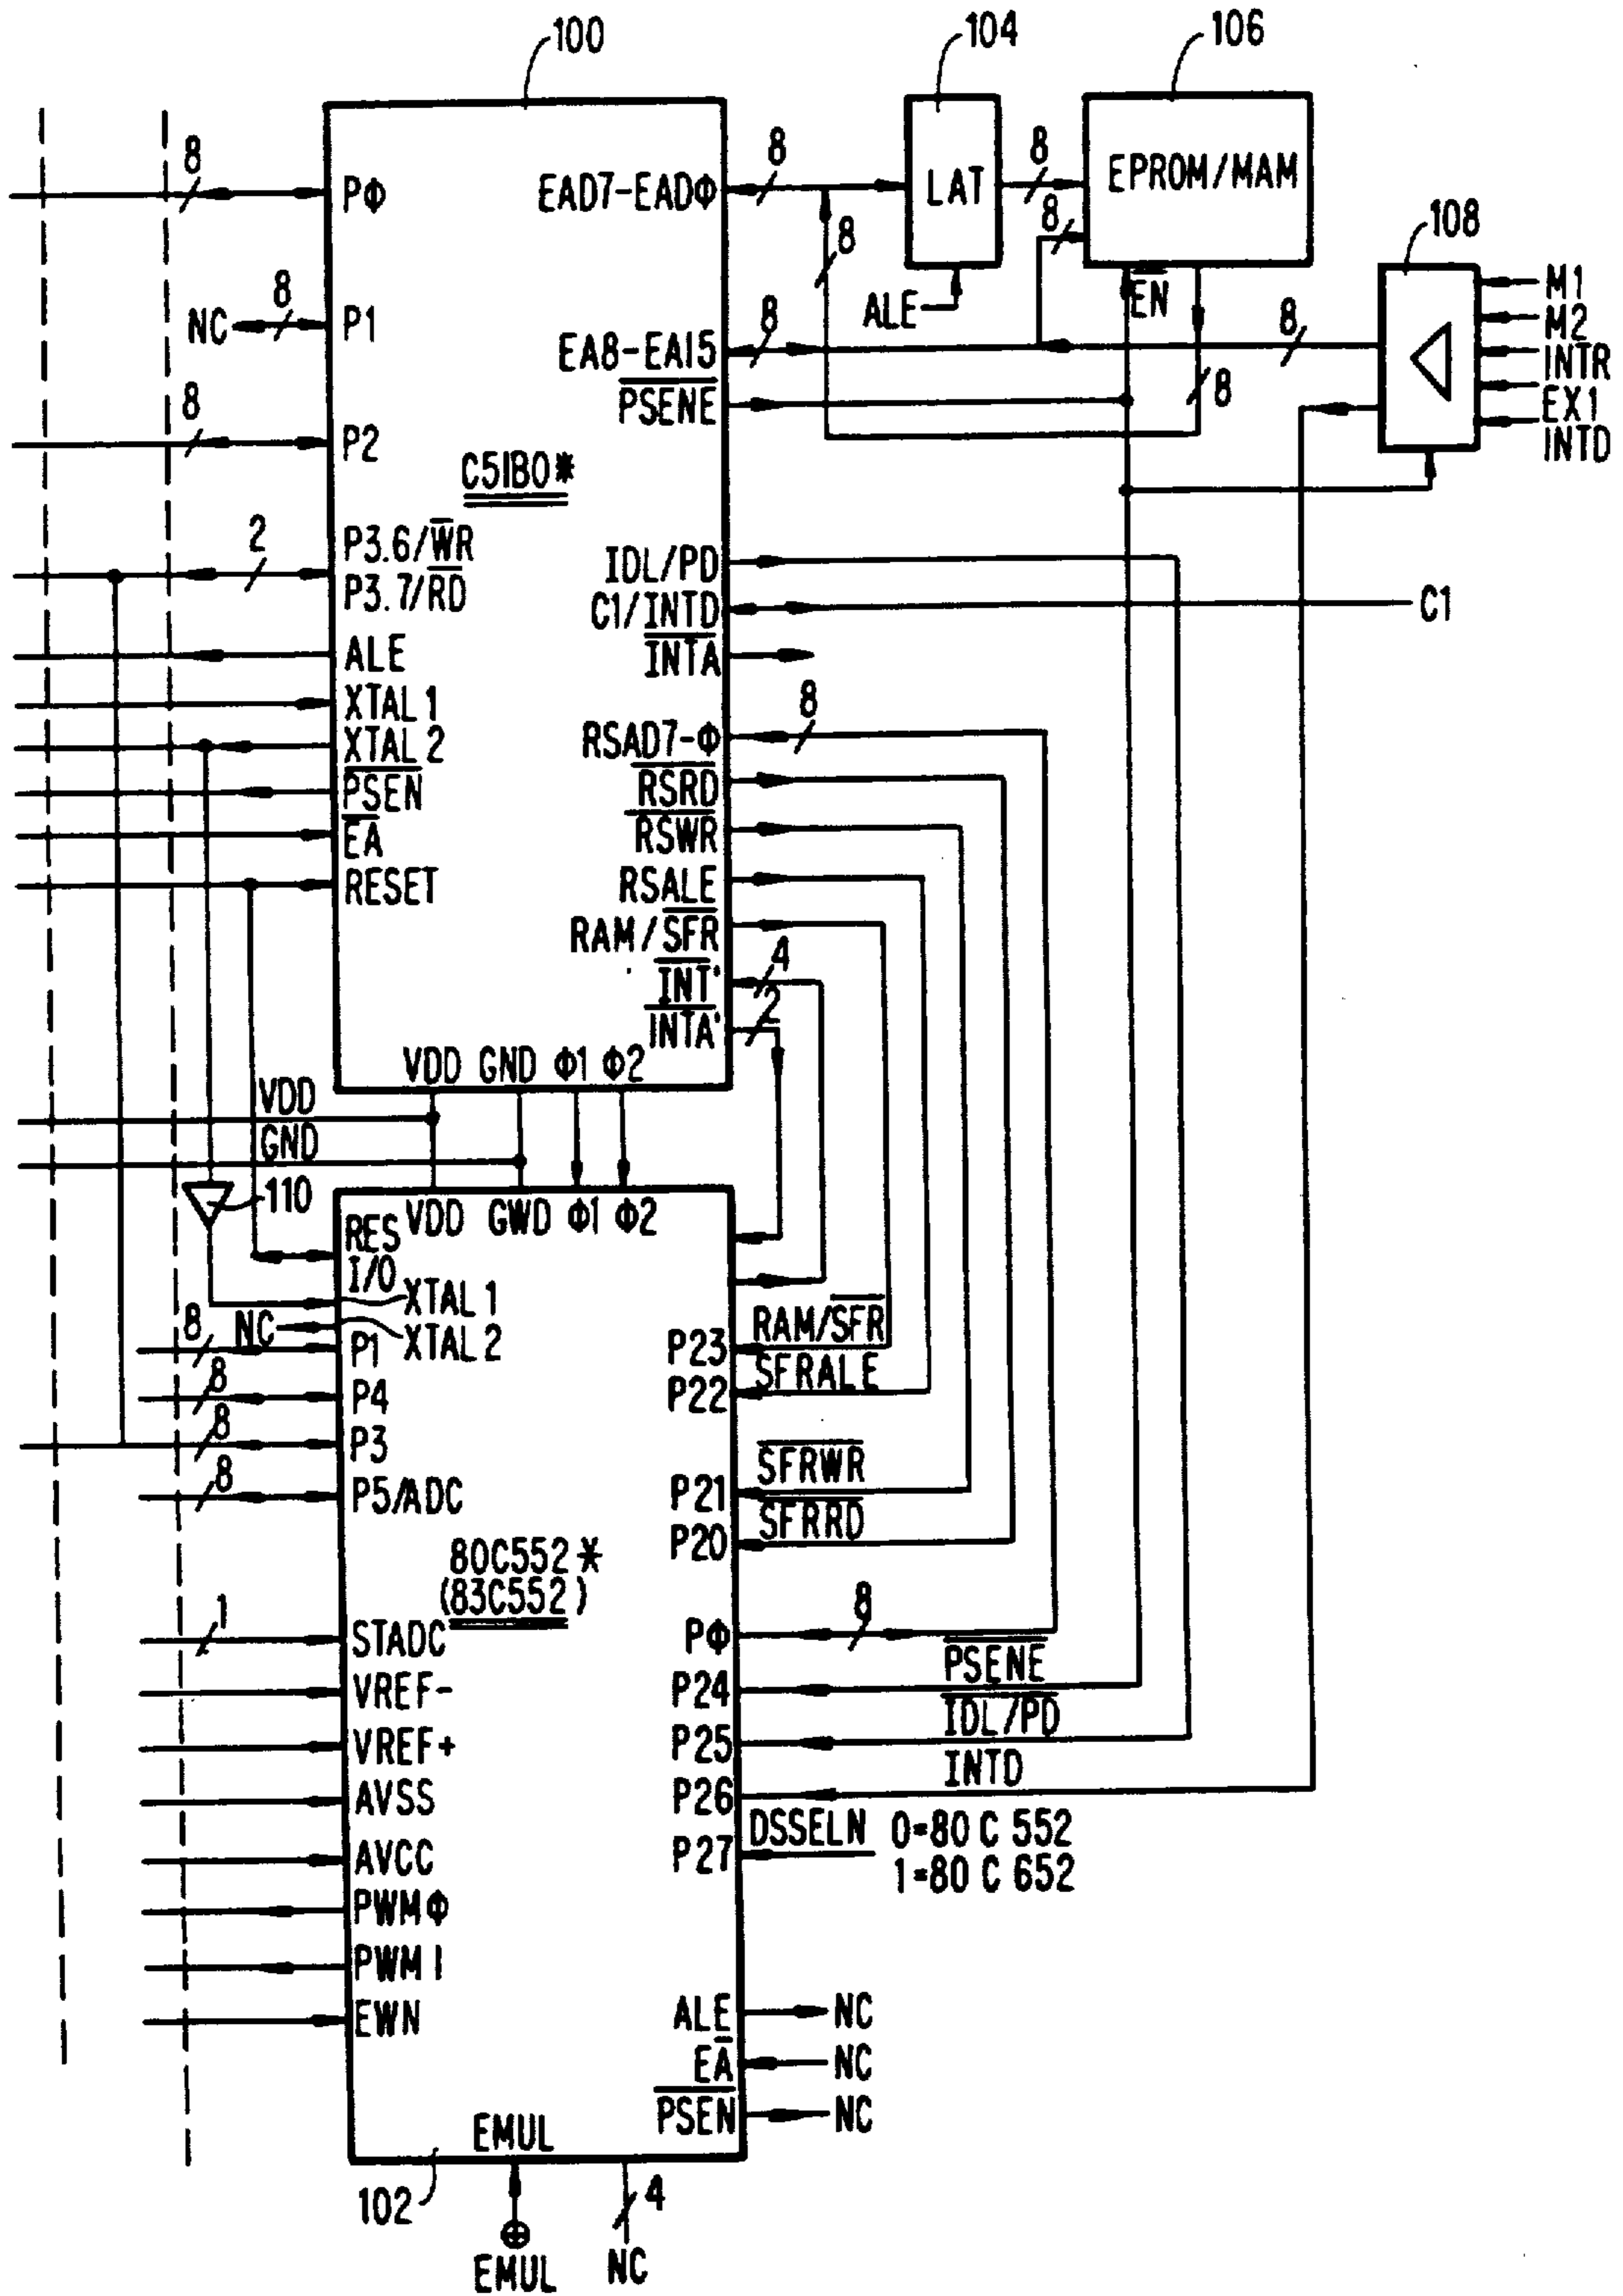 100
104
106
8
PΦ
EAD7-EADΦ
8
LAT
8
EPROM/MAM
8
8
108
M1
M2
INTR
EX1
INTD
NC
8
P1
ALE
EN
8
EA8-EA15
8
8
PSENE
8
P2
C51B0*
2
P3.6/WR
P3.7/RD
IDL/PD
C1/INTD
C1
INTA
ALE
XTAL 1
XTAL 2
PSEN
EA
RESET
8
RSAD7-Φ
RSRD
RSWR
RSALE
RAM/SFR
INT'
4
INTA'
2
VDD GND Φ1 Φ2
VDD
GND
110
VDD GWD Φ1 Φ2
RES
I/O
XTAL 1
NC
XTAL 2
8
P1
8
P4
8
P3
8
P5/ADC
RAM/SFR
P23
SFRALE
P22
SFRWR
P21
SFRRD
P20
80C552*
(83C552)
1
STADC
VREF-
VREF+
AVSS
AVCC
PWMΦ
PWM1
EWN
8
PΦ
PSENE
P24
IDL/PD
P25
INTD
P26
DSSELN 0=80 C 552
P27
1=80 C 652
ALE
NC
EA
NC
PSEN
NC
EMUL
102
4
EMUL
NC